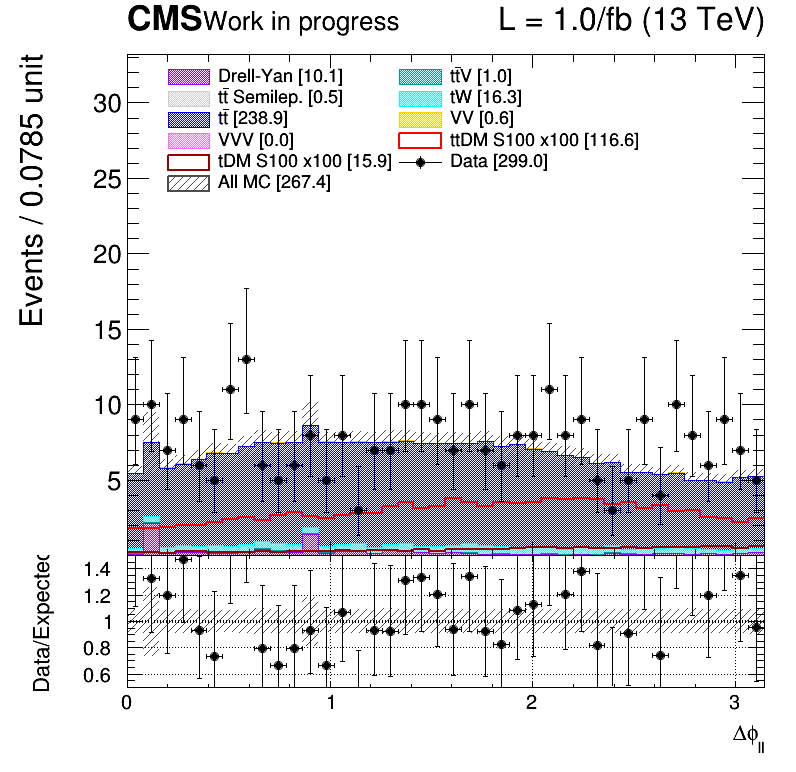 CMS Work in progress L = 1.0/fb (13 TeV)
Events / 0.0785 unit
Drell-Yan [10.1] tt̄V [1.0]
tt̄ Semilep. [0.5] tW [16.3]
tt̄ [238.9] VV [0.6]
VVV [0.0] ttDM S100 x100 [116.6]
tDM S100 x100 [15.9] Data [299.0]
All MC [267.4]
30
25
20
15
10
5
Data/Expected
1.4
1.2
1
0.8
0.6
0 1 2 3
Δϕll